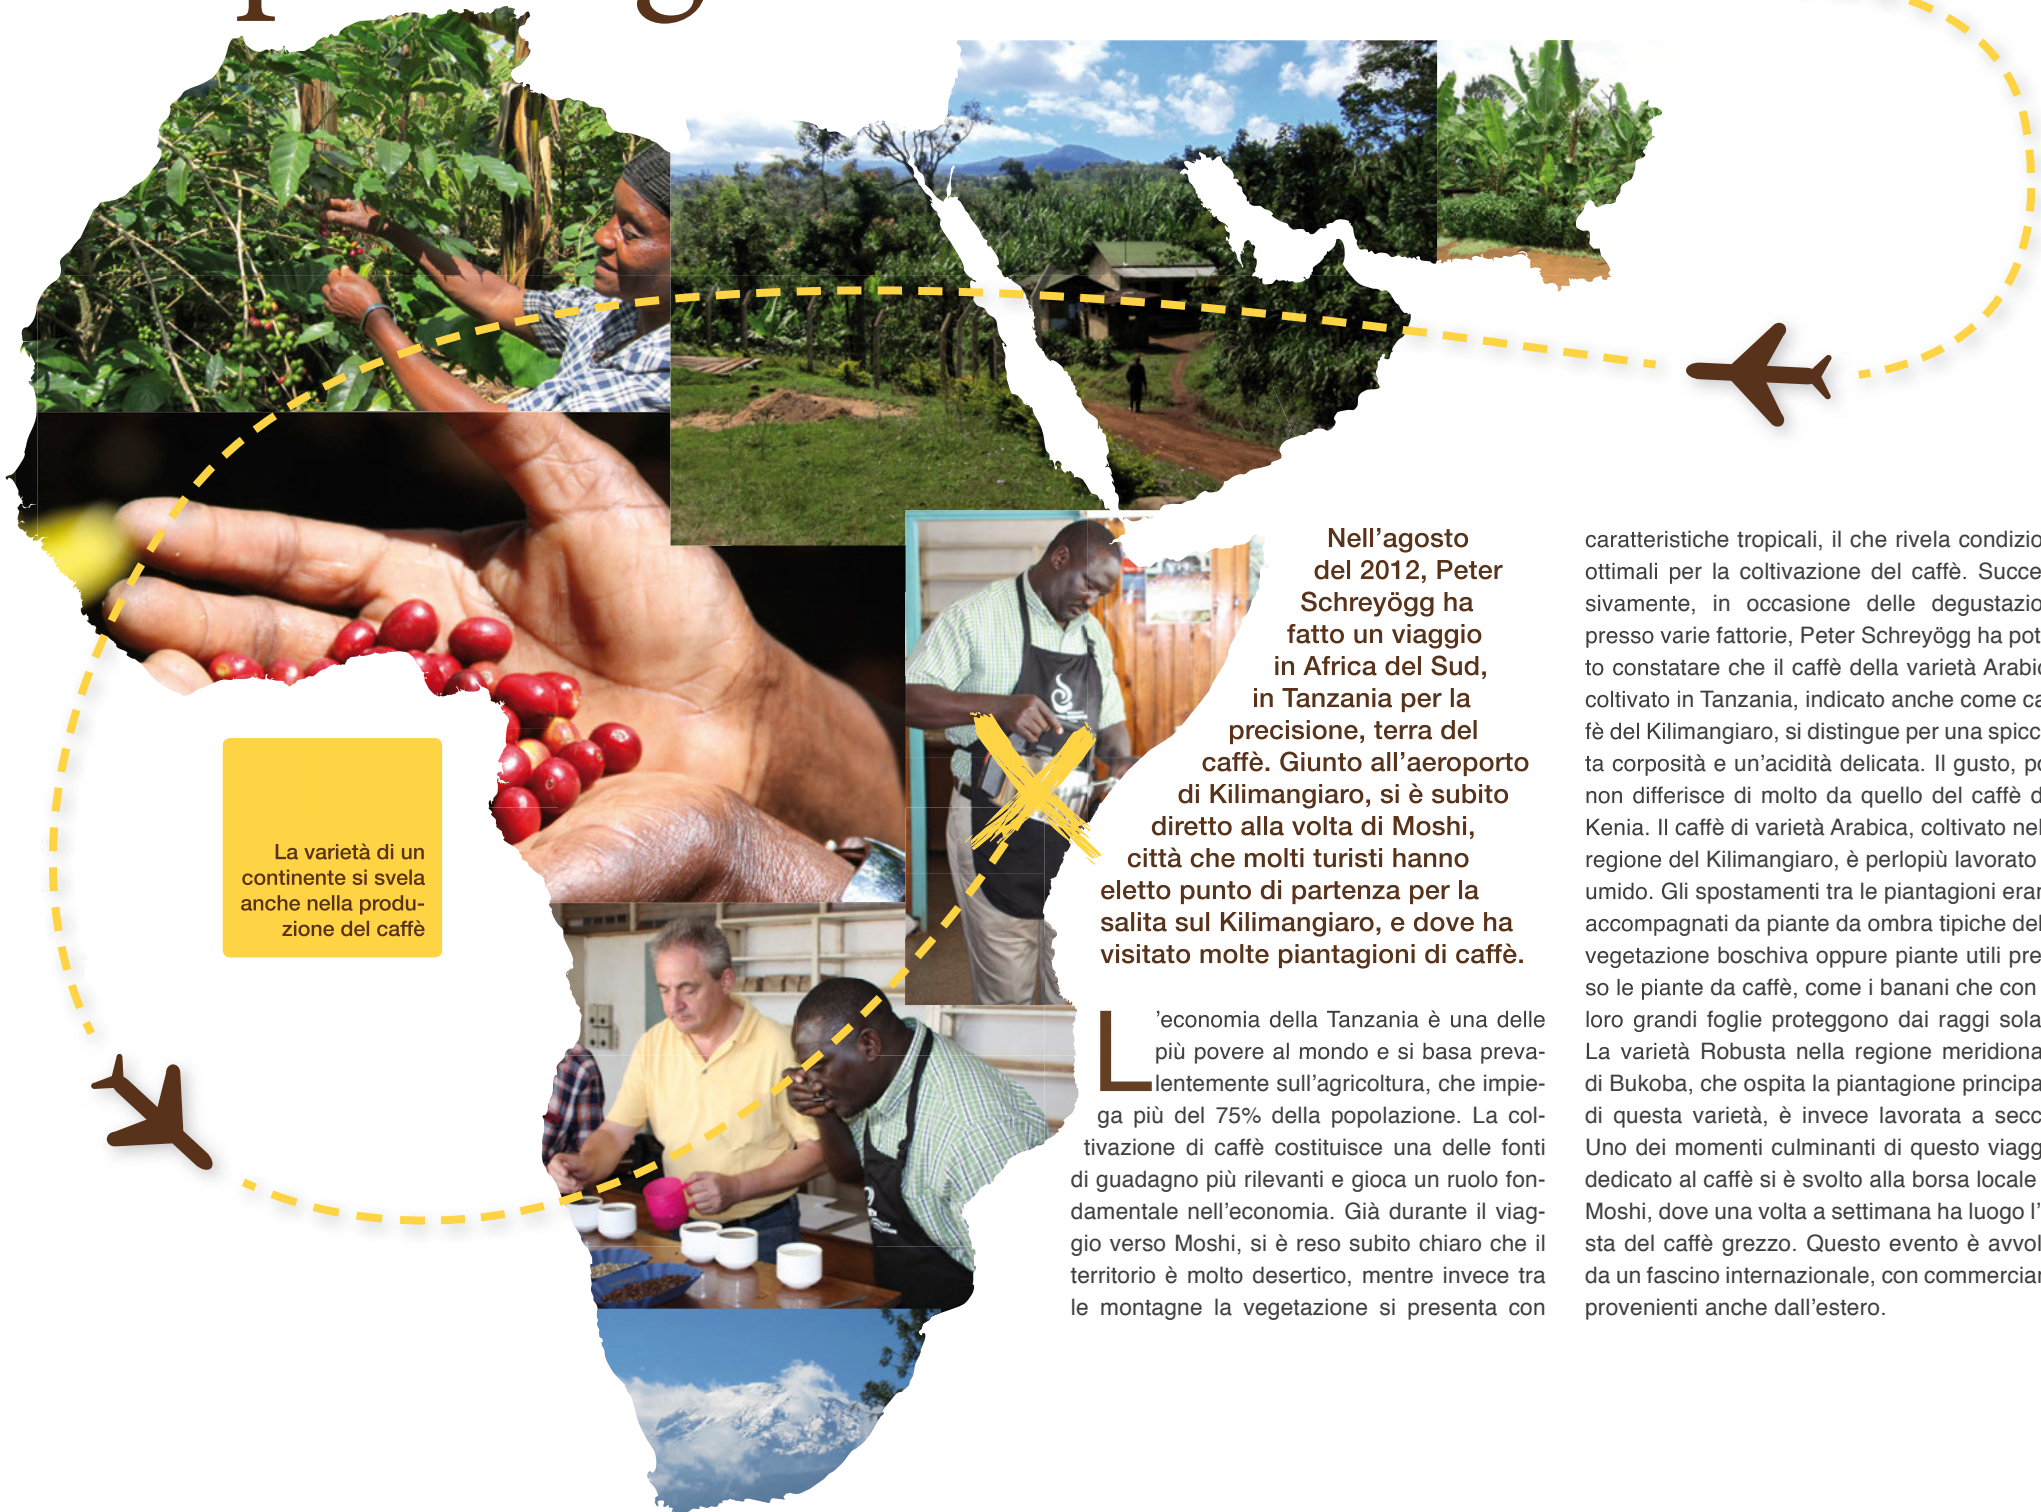 La varietà di un
continente si svela
anche nella produ-
zione del caffè
Nell'agosto
del 2012, Peter
Schreyögg ha
fatto un viaggio
in Africa del Sud,
in Tanzania per la
precisione, terra del
caffè. Giunto all'aeroporto
di Kilimangiaro, si è subito
diretto alla volta di Moshi,
città che molti turisti hanno
eletto punto di partenza per la
salita sul Kilimangiaro, e dove ha
visitato molte piantagioni di caffè.
L'economia della Tanzania è una delle
più povere al mondo e si basa preva-
lentemente sull'agricoltura, che impie-
ga più del 75% della popolazione. La col-
tivazione di caffè costituisce una delle fonti
di guadagno più rilevanti e gioca un ruolo fon-
damentale nell'economia. Già durante il viag-
gio verso Moshi, si è reso subito chiaro che il
territorio è molto desertico, mentre invece tra
le montagne la vegetazione si presenta con
caratteristiche tropicali, il che rivela condizio
ottimali per la coltivazione del caffè. Succe
sivamente, in occasione delle degustazio
presso varie fattorie, Peter Schreyögg ha pot
to constatare che il caffè della varietà Arabic
coltivato in Tanzania, indicato anche come ca
fè del Kilimangiaro, si distingue per una spicc
ta corposità e un'acidità delicata. Il gusto, po
non differisce di molto da quello del caffè d
Kenia. Il caffè di varietà Arabica, coltivato nel
regione del Kilimangiaro, è perlopiù lavorato
umido. Gli spostamenti tra le piantagioni eran
accompagnati da piante da ombra tipiche del
vegetazione boschiva oppure piante utili pre
so le piante da caffè, come i banani che con
loro grandi foglie proteggono dai raggi sola
La varietà Robusta nella regione meridiona
di Bukoba, che ospita la piantagione principa
di questa varietà, è invece lavorata a secc
Uno dei momenti culminanti di questo viagg
dedicato al caffè si è svolto alla borsa locale
Moshi, dove una volta a settimana ha luogo l'
sta del caffè grezzo. Questo evento è avvol
da un fascino internazionale, con commercian
provenienti anche dall'estero.